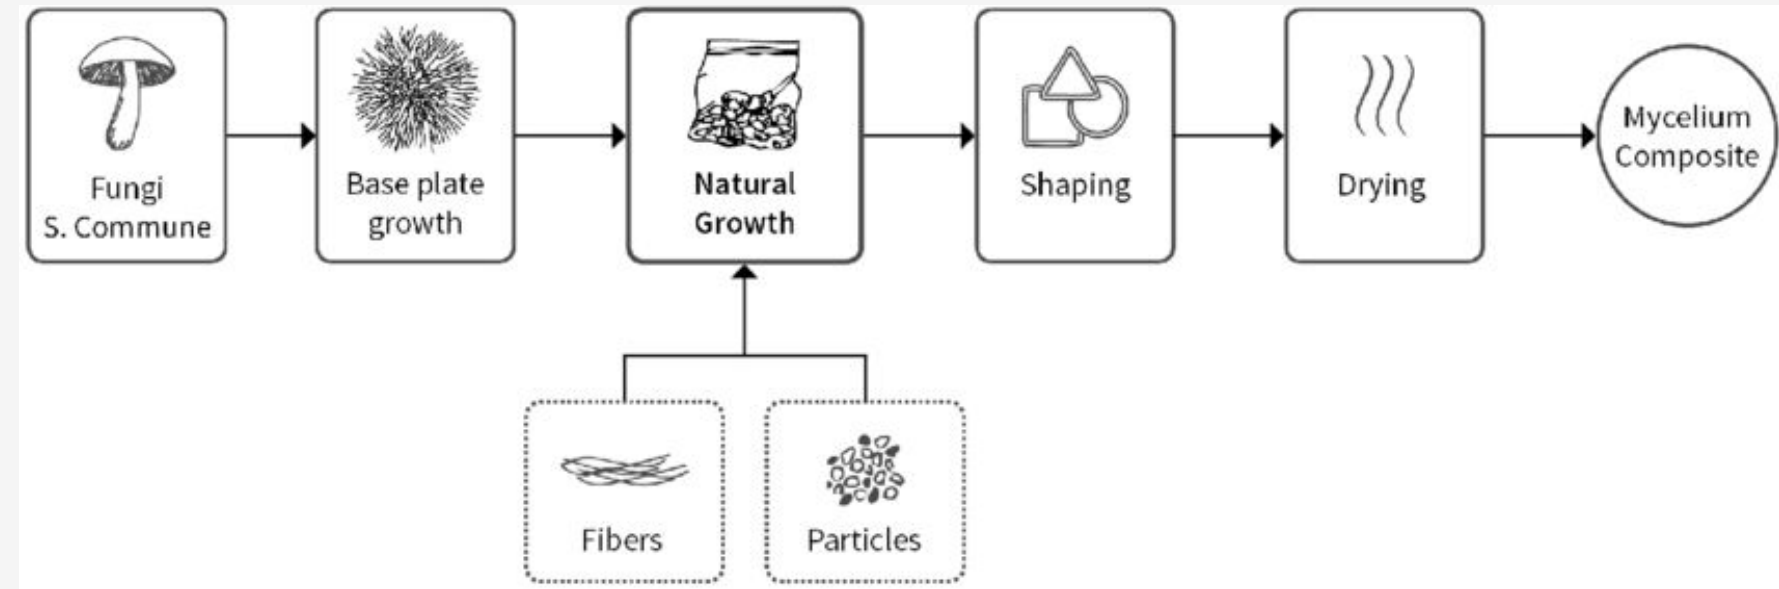 Fungi
S. Commune
Base plate
growth
Natural
Growth
Shaping
Drying
Mycelium
Composite
Fibers
Particles